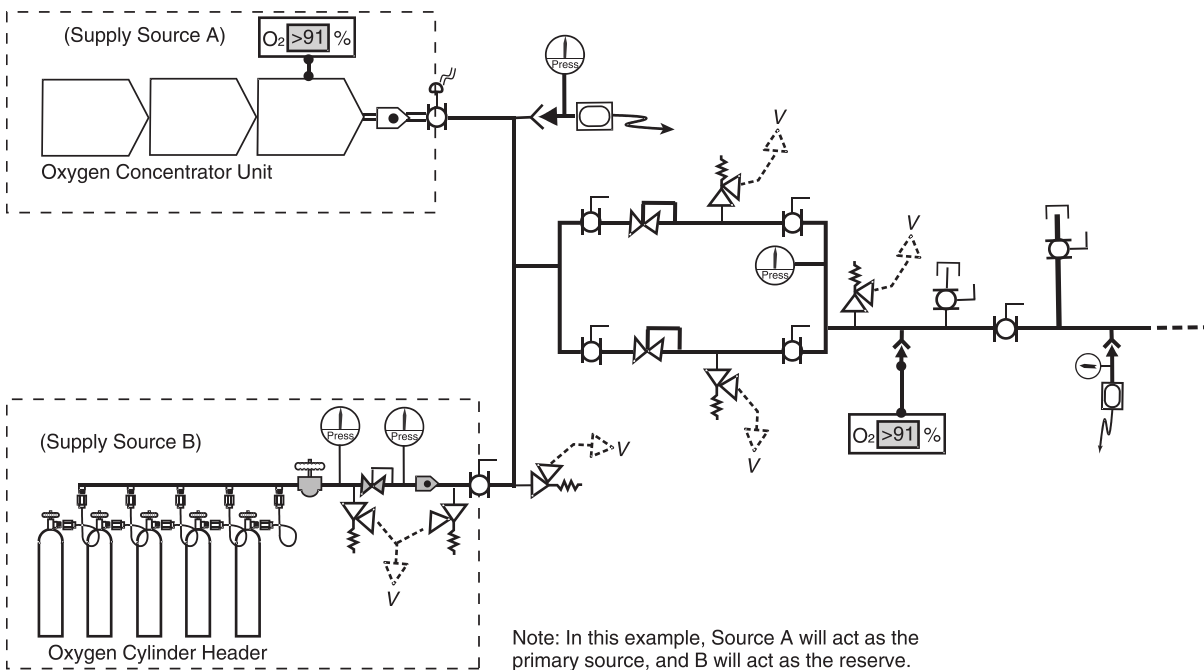 (Supply Source A)
O₂ >91 %
Press
Oxygen Concentrator Unit
V
V
Press
O₂ >91 %
V
(Supply Source B)
Press
Press
V
V
Oxygen Cylinder Header
Note: In this example, Source A will act as the
primary source, and B will act as the reserve.